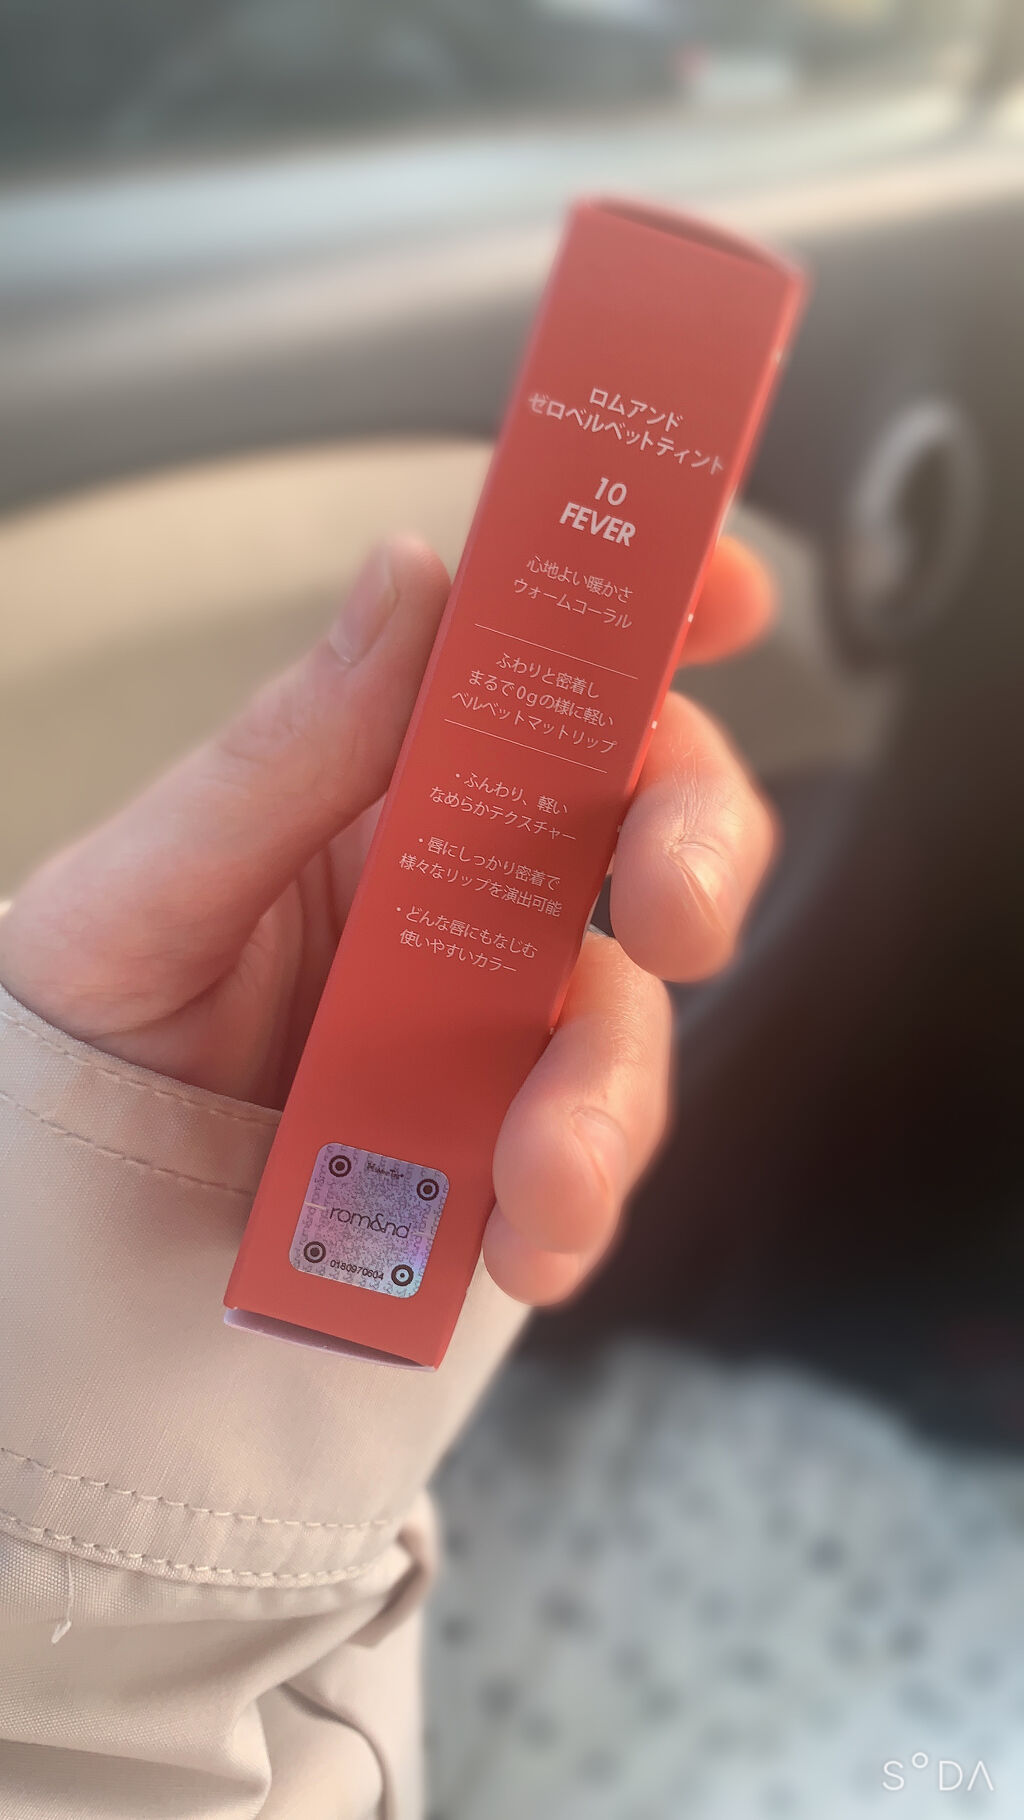 ロムアンド
ゼロベルベットティント
10
FEVER
心地よい暖かさ
ウォームコーラル
ふわりと密着し
まるで0gの様に軽い
ベルベットマットリップ
・ふんわり、軽い
なめらかテクスチャー
・唇にしっかり密着で
様々なリップを演出可能
・どんな唇にもなじむ
使いやすいカラー
rom&nd
0180970604
SODA